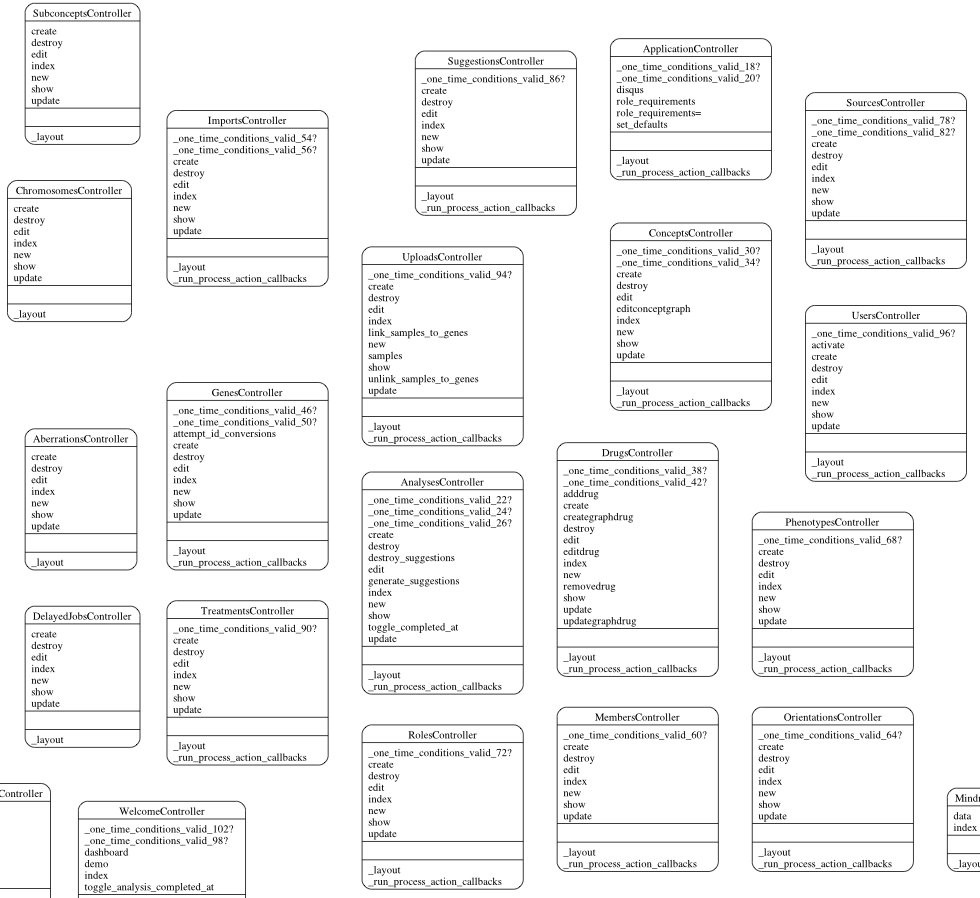 SubconceptsController
create
destroy
edit
index
new
show
update
_layout
ChromosomesController
create
destroy
edit
index
new
show
update
_layout
ImportsController
_one_time_conditions_valid_54?
_one_time_conditions_valid_56?
create
destroy
edit
index
new
show
update
_layout
_run_process_action_callbacks
SuggestionsController
_one_time_conditions_valid_86?
create
destroy
edit
index
new
show
update
_layout
_run_process_action_callbacks
ApplicationController
_one_time_conditions_valid_18?
_one_time_conditions_valid_20?
disqus
role_requirements
role_requirements=
set_defaults
_layout
_run_process_action_callbacks
SourcesController
_one_time_conditions_valid_78?
_one_time_conditions_valid_82?
create
destroy
edit
index
new
show
update
_layout
_run_process_action_callbacks
UploadsController
_one_time_conditions_valid_94?
create
destroy
edit
index
link_samples_to_genes
new
samples
show
unlink_samples_to_genes
update
_layout
_run_process_action_callbacks
ConceptsController
_one_time_conditions_valid_30?
_one_time_conditions_valid_34?
create
destroy
edit
editconceptgraph
index
new
show
update
_layout
_run_process_action_callbacks
UsersController
_one_time_conditions_valid_96?
activate
create
destroy
edit
index
new
show
update
_layout
_run_process_action_callbacks
AberrationsController
create
destroy
edit
index
new
show
update
_layout
GenesController
_one_time_conditions_valid_46?
_one_time_conditions_valid_50?
attempt_id_conversions
create
destroy
edit
index
new
show
update
_layout
_run_process_action_callbacks
AnalysesController
_one_time_conditions_valid_22?
_one_time_conditions_valid_24?
_one_time_conditions_valid_26?
create
destroy
destroy_suggestions
edit
generate_suggestions
index
new
show
toggle_completed_at
update
_layout
_run_process_action_callbacks
DrugsController
_one_time_conditions_valid_38?
_one_time_conditions_valid_42?
adddrug
create
creategraphdrug
destroy
edit
editdrug
index
new
removedrug
show
update
updategraphdrug
_layout
_run_process_action_callbacks
PhenotypesController
_one_time_conditions_valid_68?
create
destroy
edit
index
new
show
update
_layout
_run_process_action_callbacks
DelayedJobsController
create
destroy
edit
index
new
show
update
_layout
TreatmentsController
_one_time_conditions_valid_90?
create
destroy
edit
index
new
show
update
_layout
_run_process_action_callbacks
RolesController
_one_time_conditions_valid_72?
create
destroy
edit
index
new
show
update
_layout
_run_process_action_callbacks
MembersController
_one_time_conditions_valid_60?
create
destroy
edit
index
new
show
update
_layout
_run_process_action_callbacks
OrientationsController
_one_time_conditions_valid_64?
create
destroy
edit
index
new
show
update
_layout
_run_process_action_callbacks
Controller
WelcomeController
_one_time_conditions_valid_102?
_one_time_conditions_valid_98?
dashboard
demo
index
toggle_analysis_completed_at
data
index